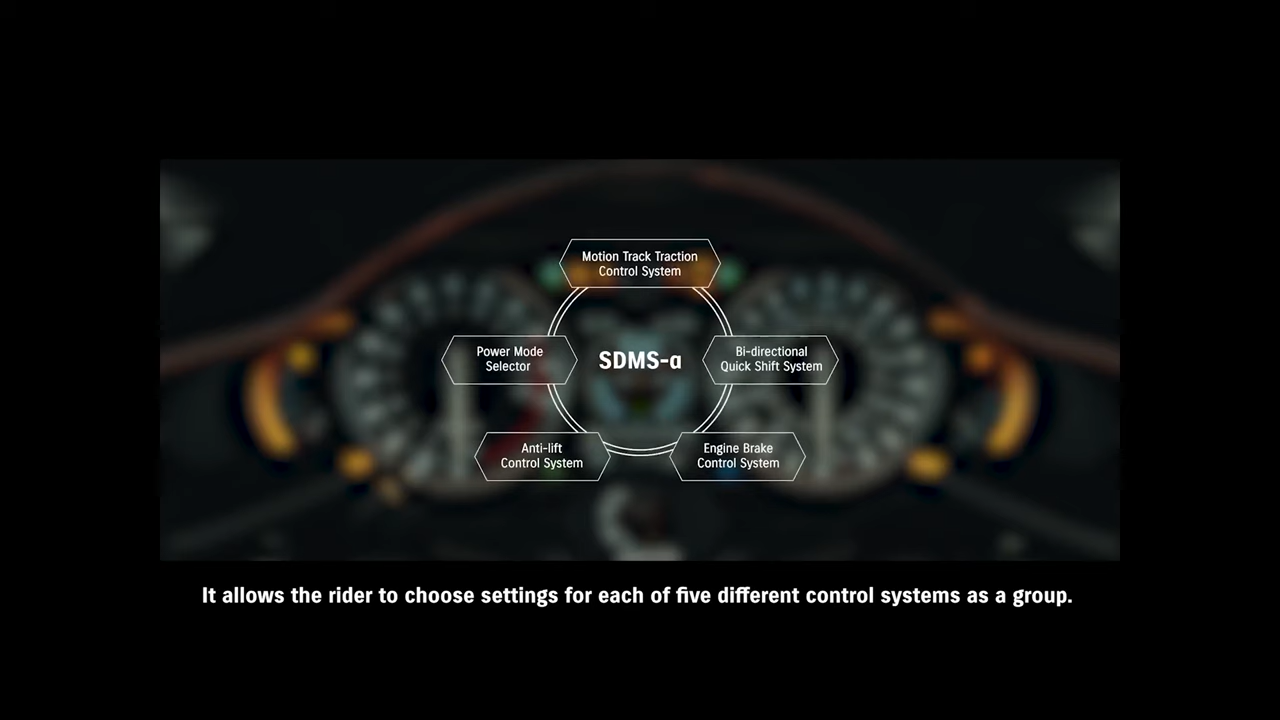 Motion Track Traction
Control System
Power Mode
Selector
SDMS-α
Bi-directional
Quick Shift System
Anti-lift
Control System
Engine Brake
Control System
It allows the rider to choose settings for each of five different control systems as a group.